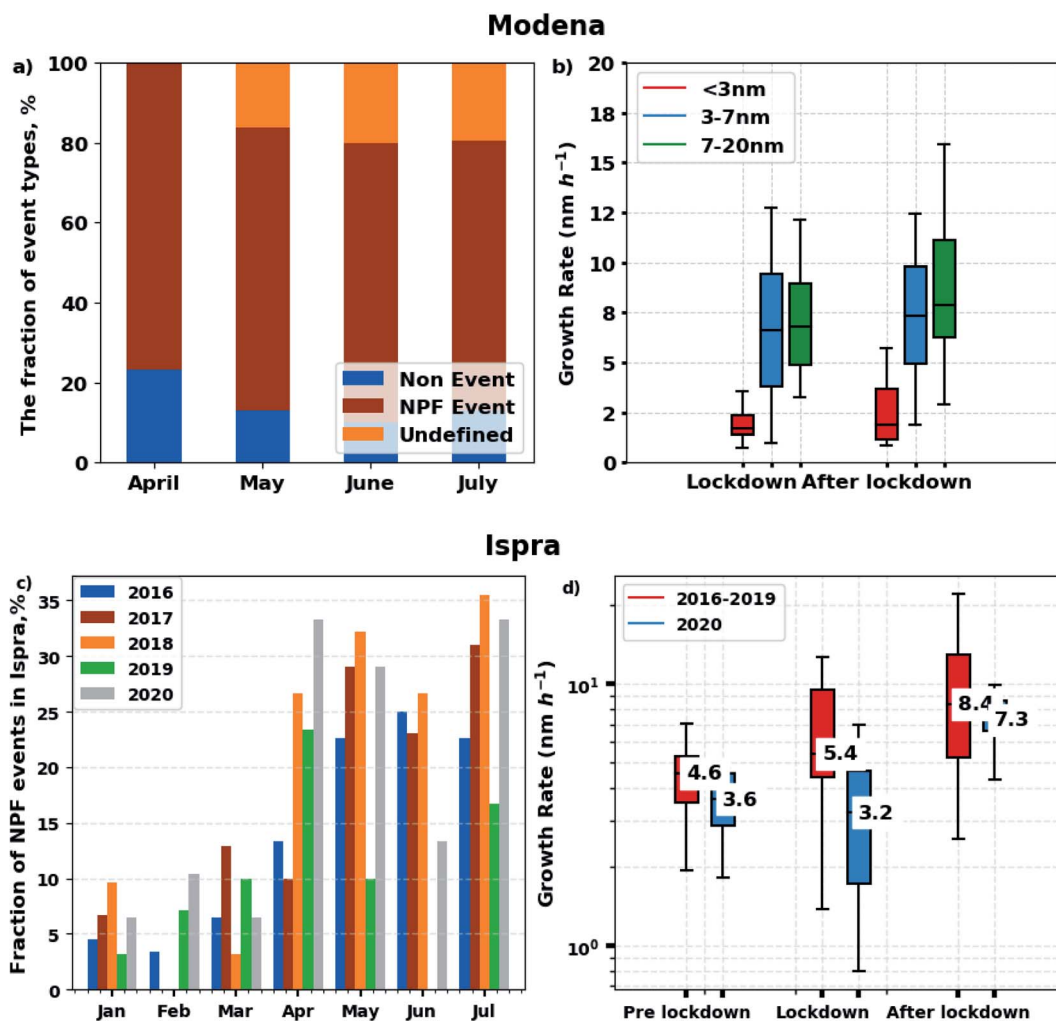 Modena
a)
The fraction of event types, %
100
80
60
40
20
0
April May June July
Non Event
NPF Event
Undefined
b)
Growth Rate (nm h⁻¹)
20
18
15
12
10
8
5
2
0
<3nm
3-7nm
7-20nm
Lockdown After lockdown
Ispra
c)
Fraction of NPF events in Ispra,%
35
30
25
20
15
10
5
0
2016
2017
2018
2019
2020
Jan Feb Mar Apr May Jun Jul
d)
Growth Rate (nm h⁻¹)
10¹
10⁰
2016-2019
2020
4.6
3.6
5.4
3.2
8.4
7.3
Pre lockdown Lockdown After lockdown